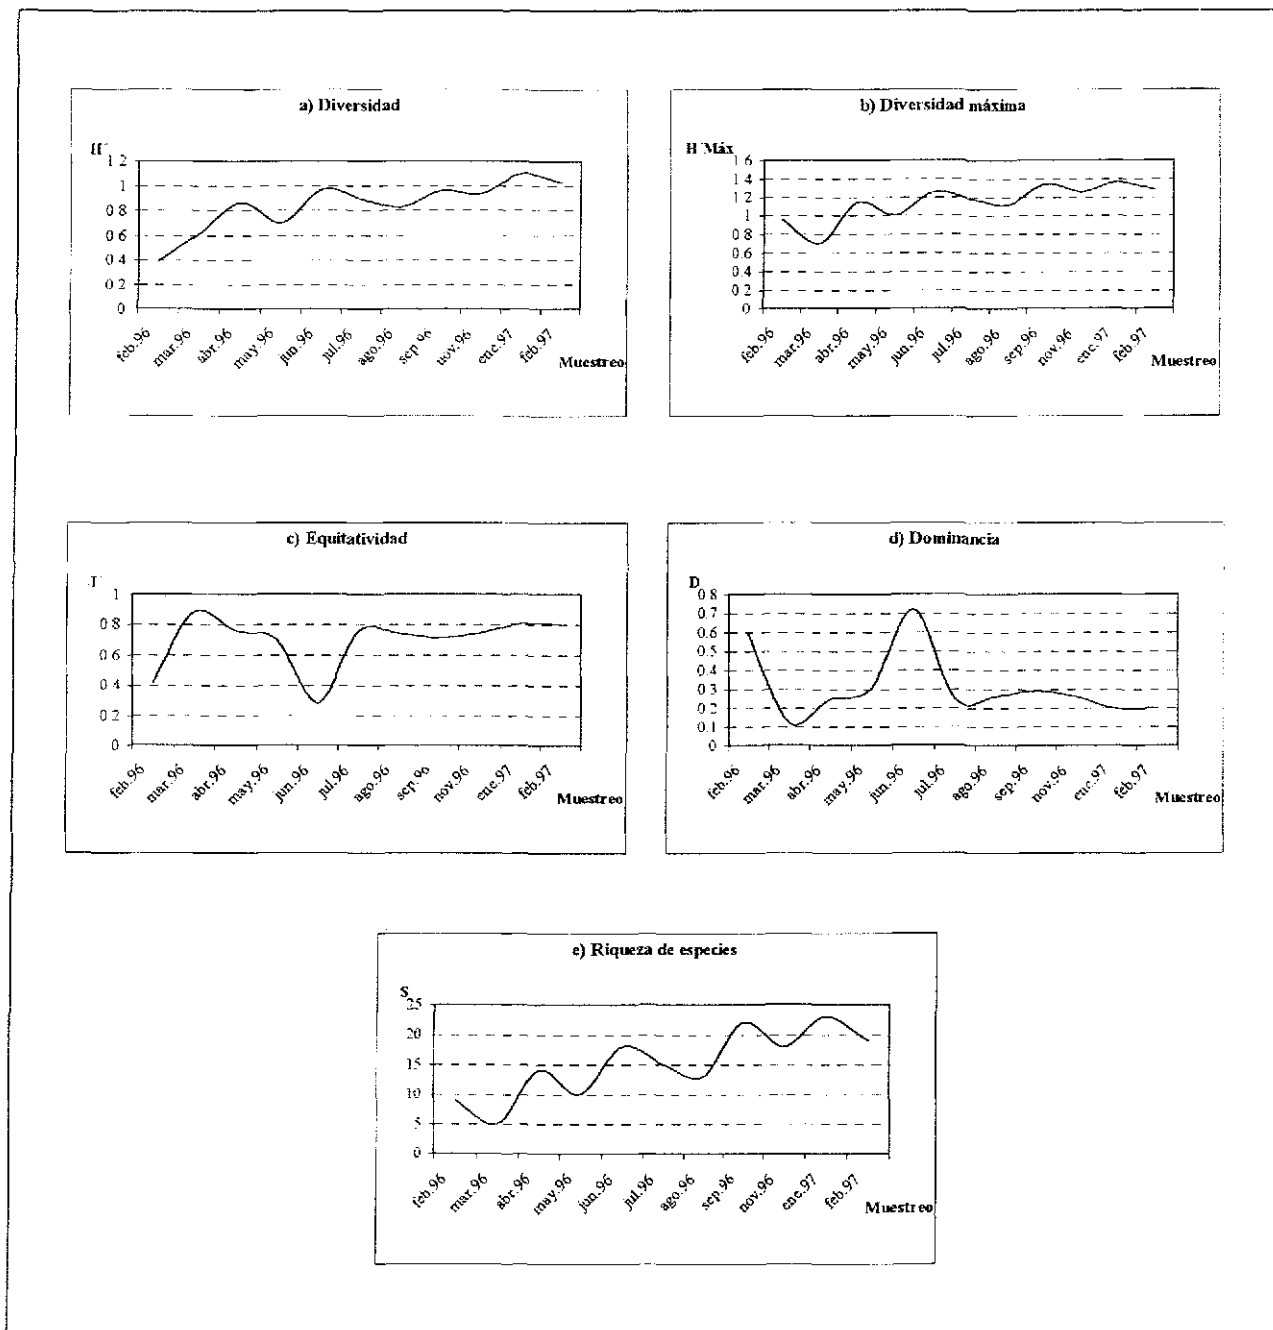 a) Diversidad
H'
1 2
1
0 8
0 6
0 4
0 2
0
feb.96
mar.96
abr.96
may.96
jun.96
jul.96
ago.96
sep.96
nov.96
ene.97
feb.97
Muestreo
b) Diversidad máxima
H'Máx
1 6
1 4
1 2
1
0 8
0 6
0 4
0 2
0
feb.96
mar.96
abr.96
may.96
jun.96
jul.96
ago.96
sep.96
nov.96
ene.97
feb.97
Muestreo
c) Equitatividad
1
0 8
0 6
0 4
0 2
0
feb.96
mar.96
abr.96
may.96
jun.96
jul.96
ago.96
sep.96
nov.96
ene.97
feb.97
Muestreo
d) Dominancia
D
0.8
0.7
0.6
0.5
0.4
0.3
0.2
0.1
0
feb.96
mar.96
abr.96
may.96
jun.96
jul.96
ago.96
sep.96
nov.96
ene.97
feb.97
Muestreo
e) Riqueza de especies
S
25
20
15
10
5
0
feb.96
mar.96
abr.96
may.96
jun.96
jul.96
ago.96
sep.96
nov.96
ene.97
feb.97
Muestreo